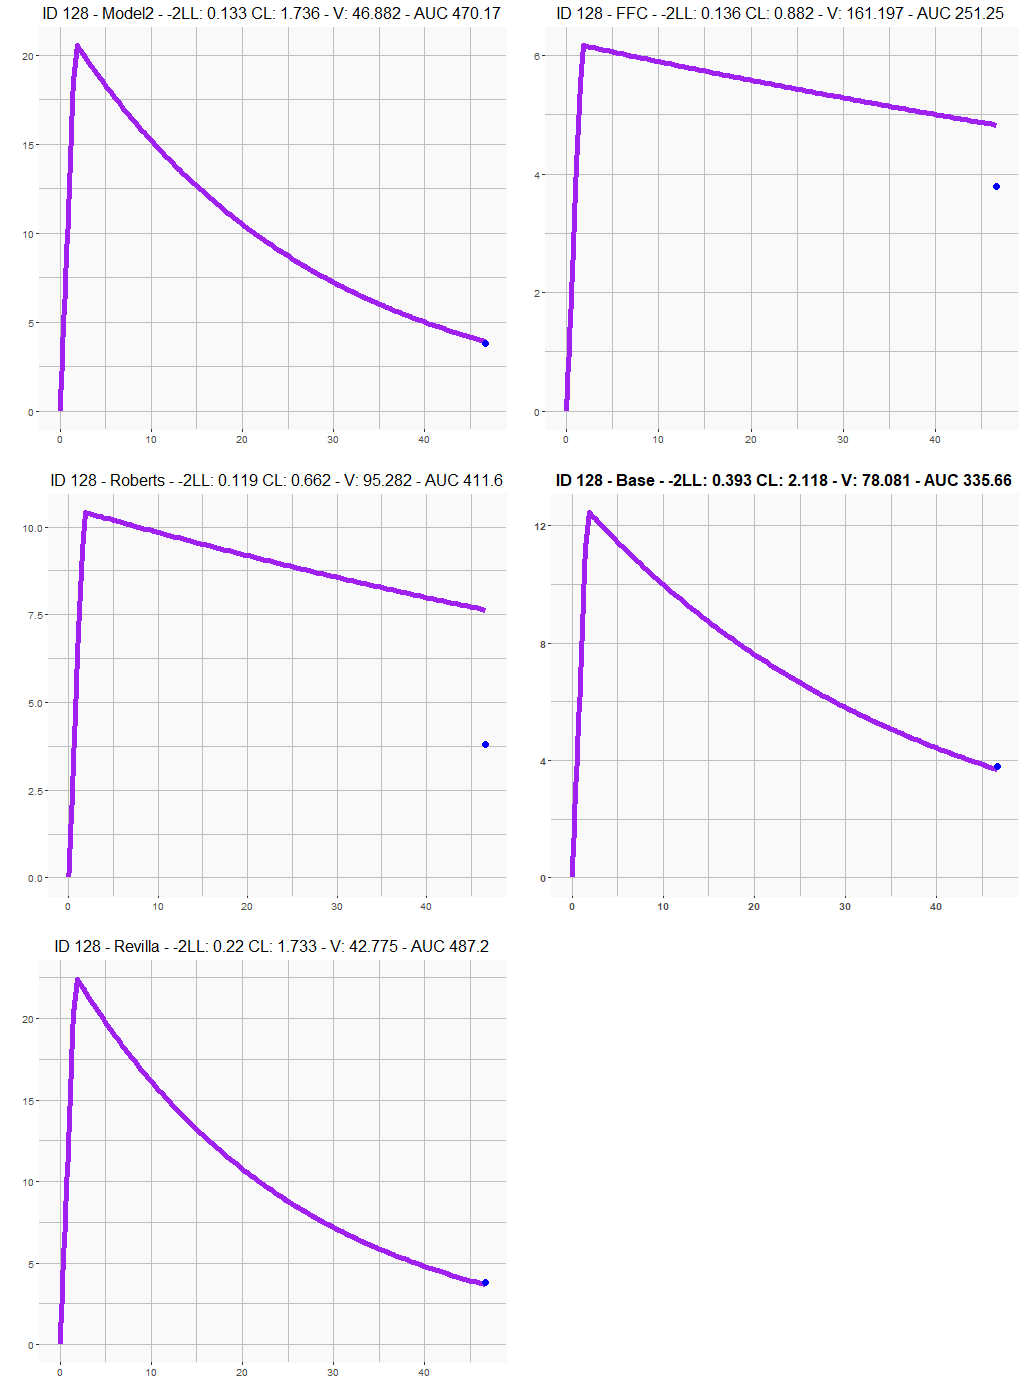 ID 128 - Model2 - -2LL: 0.133 CL: 1.736 - V: 46.882 - AUC 470.17
20
15
10
5
0
0 10 20 30 40
ID 128 - FFC - -2LL: 0.136 CL: 0.882 - V: 161.197 - AUC 251.25
6
4
2
0
0 10 20 30 40
ID 128 - Roberts - -2LL: 0.119 CL: 0.662 - V: 95.282 - AUC 411.6
10.0
7.5
5.0
2.5
0.0
0 10 20 30 40
ID 128 - Base - -2LL: 0.393 CL: 2.118 - V: 78.081 - AUC 335.66
12
8
4
0
0 10 20 30 40
ID 128 - Revilla - -2LL: 0.22 CL: 1.733 - V: 42.775 - AUC 487.2
20
15
10
5
0
0 10 20 30 40